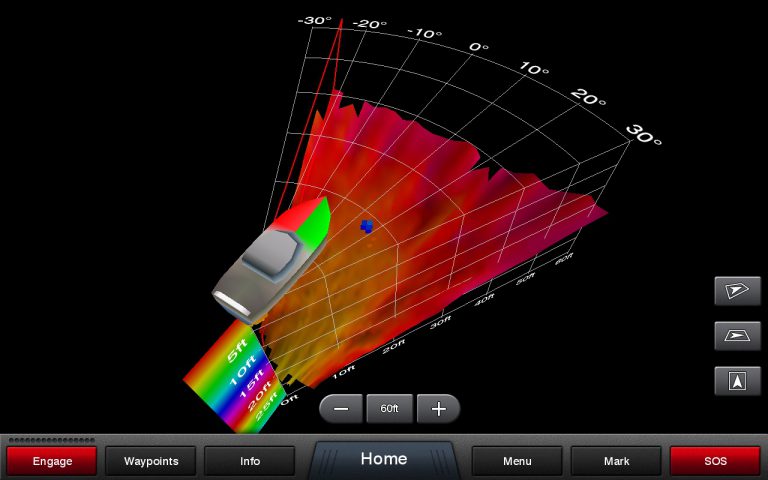 -30°
-20°
-10°
0°
10°
20°
30°
60ft
50ft
40ft
30ft
20ft
10ft
0ft
5ft
10ft
15ft
20ft
25ft
60ft
Engage
Waypoints
Info
Home
Menu
Mark
SOS